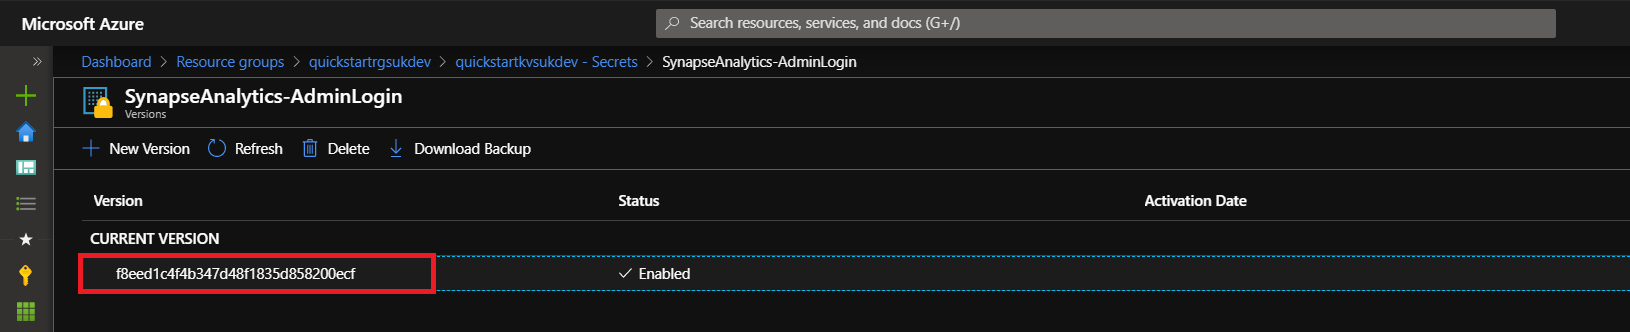 Microsoft Azure
Search resources, services, and docs (G+/)
Dashboard > Resource groups > quickstartrgsukdev > quickstartkvsukdev - Secrets > SynapseAnalytics-AdminLogin
SynapseAnalytics-AdminLogin
Versions
New Version Refresh Delete Download Backup
Version Status Activation Date
CURRENT VERSION
f8eed1c4f4b347d48f1835d858200ecf Enabled